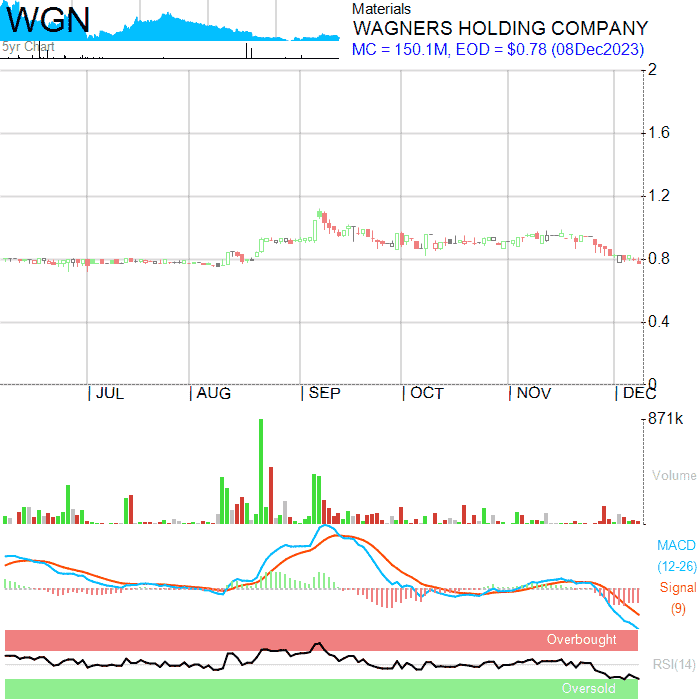 WGN
5yr Chart
Materials
WAGNERS HOLDING COMPANY
MC = 150.1M, EOD = $0.78 (08Dec2023)
2
1.6
1.2
0.8
0.4
0
JUL AUG SEP OCT NOV DEC
871k
Volume
MACD
(12-26)
Signal
(9)
Overbought
RSI(14)
Oversold